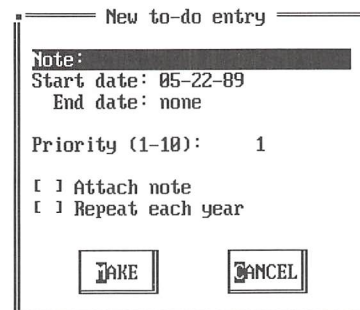 New to-do entry
Note:
Start date: 05-22-89
End date: none
Priority (1-10): 1
[ ] Attach note
[ ] Repeat each year
MAKE CANCEL